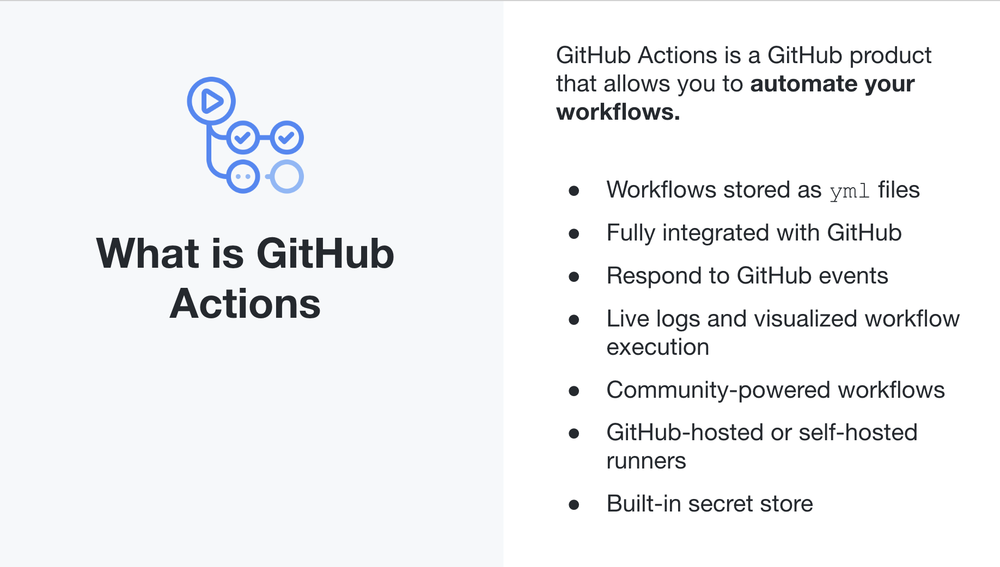 What is GitHub
Actions
GitHub Actions is a GitHub product
that allows you to automate your
workflows.
● Workflows stored as yml files
● Fully integrated with GitHub
● Respond to GitHub events
● Live logs and visualized workflow
execution
● Community-powered workflows
● GitHub-hosted or self-hosted
runners
● Built-in secret store